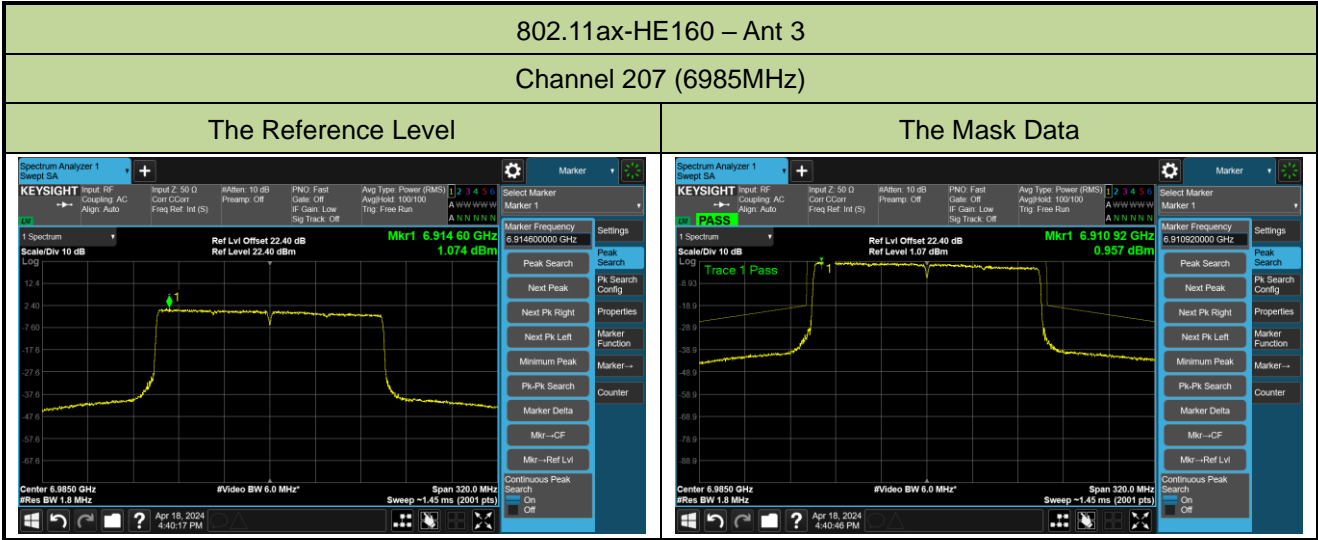 802.11ax-HE160 – Ant 3
Channel 207 (6985MHz)
The Reference Level
The Mask Data
Spectrum Analyzer 1
Swept SA
Marker
KEYSIGHT
Input: RF
Coupling: AC
Align: Auto
Input Z: 50 Ω
Corr CCorr
Freq Ref: Int (S)
#Atten: 10 dB
Preamp: Off
PNO: Fast
Gate: Off
IF Gain: Low
Sig Track: Off
Avg Type: Power (RMS)
Avg|Hold: 100/100
Trig: Free Run
1 2 3 4 5 6
A W W W W W
A N N N N N
Select Marker
Marker 1
1 Spectrum
Scale/Div 10 dB
Log
Ref Lvl Offset 22.40 dB
Ref Level 22.40 dBm
Mkr1 6.914 60 GHz
1.074 dBm
1
12.4
2.40
-7.60
-17.6
-27.6
-37.6
-47.6
-57.6
-67.6
Center 6.9850 GHz
#Res BW 1.8 MHz
#Video BW 6.0 MHz*
Span 320.0 MHz
Sweep ~1.45 ms (2001 pts)
Marker Frequency
6.914600000 GHz
Peak Search
Next Peak
Next Pk Right
Next Pk Left
Minimum Peak
Pk-Pk Search
Marker Delta
Mkr→CF
Mkr→Ref Lvl
Continuous Peak
Search
On
Off
Settings
Peak
Search
Pk Search
Config
Properties
Marker
Function
Marker→
Counter
?
Apr 18, 2024
4:40:17 PM
Spectrum Analyzer 1
Swept SA
Marker
KEYSIGHT
Input: RF
Coupling: AC
Align: Auto
Input Z: 50 Ω
Corr CCorr
Freq Ref: Int (S)
#Atten: 10 dB
Preamp: Off
PNO: Fast
Gate: Off
IF Gain: Low
Sig Track: Off
Avg Type: Power (RMS)
Avg|Hold: 100/100
Trig: Free Run
1 2 3 4 5 6
A W W W W W
A N N N N N
PASS
Select Marker
Marker 1
1 Spectrum
Scale/Div 10 dB
Log
Ref Lvl Offset 22.40 dB
Ref Level 1.07 dBm
Mkr1 6.910 92 GHz
0.957 dBm
Trace 1 Pass
1
-8.93
-18.9
-28.9
-38.9
-48.9
-58.9
-68.9
-78.9
-88.9
Center 6.9850 GHz
#Res BW 1.8 MHz
#Video BW 6.0 MHz*
Span 320.0 MHz
Sweep ~1.45 ms (2001 pts)
Marker Frequency
6.910920000 GHz
Peak Search
Next Peak
Next Pk Right
Next Pk Left
Minimum Peak
Pk-Pk Search
Marker Delta
Mkr→CF
Mkr→Ref Lvl
Continuous Peak
Search
On
Off
Settings
Peak
Search
Pk Search
Config
Properties
Marker
Function
Marker→
Counter
?
Apr 18, 2024
4:40:46 PM